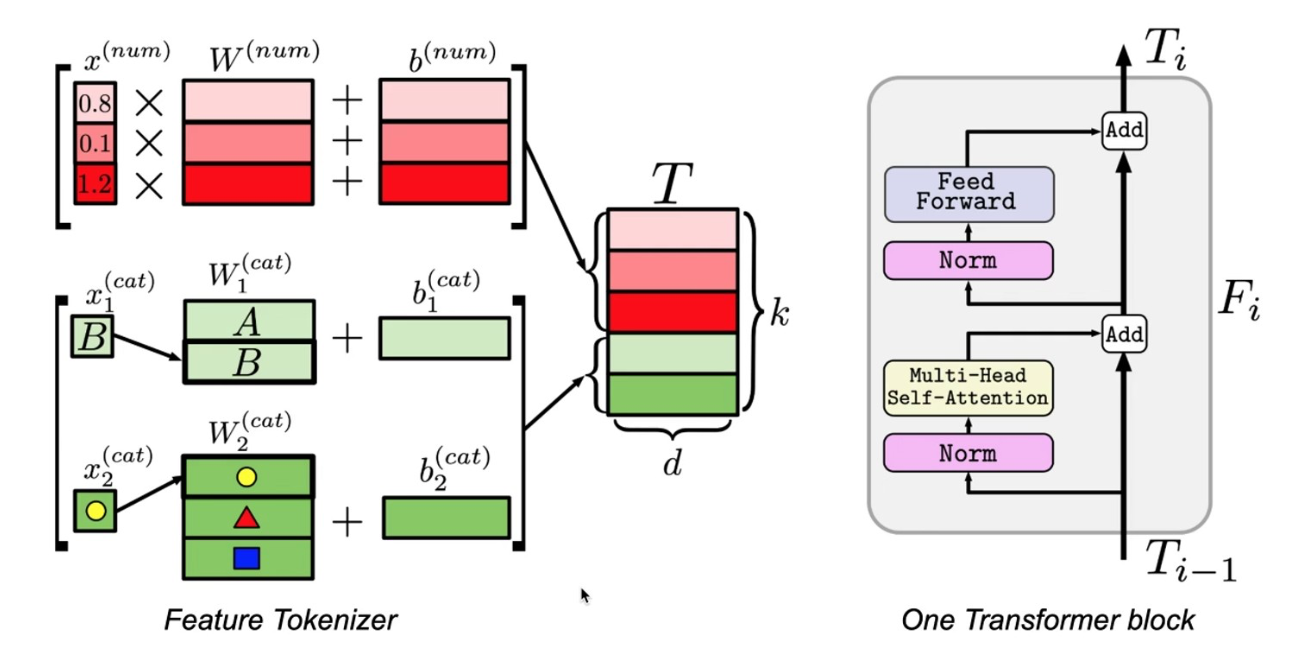 x^{(num)} W^{(num)} b^{(num)}
0.8 × +
0.1 × +
1.2 × +
x_1^{(cat)} W_1^{(cat)} b_1^{(cat)}
B A +
B
x_2^{(cat)} W_2^{(cat)} b_2^{(cat)}
+
T
k
d
Feature Tokenizer
T_i
Add
Feed
Forward
Norm
F_i
Add
Multi-Head
Self-Attention
Norm
T_{i-1}
One Transformer block